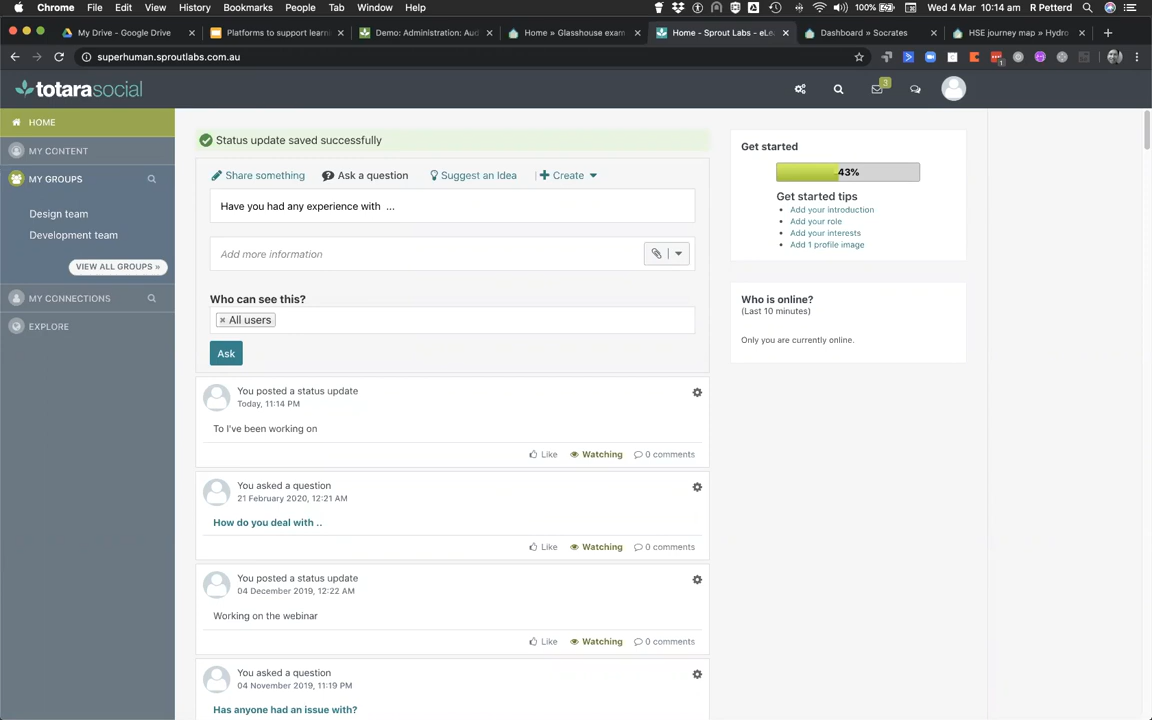 Chrome File Edit View History Bookmarks People Tab Window Help 100% Wed 4 Mar 10:14 am R Petterd
My Drive - Google Drive Platforms to support learn Demo: Administration: Aud Home » Glasshouse exam Home - Sprout Labs - eLea Dashboard » Socrates HSE journey map » Hydro
superhuman.sproutlabs.com.au
totarasocial 3
HOME
MY CONTENT
MY GROUPS
Design team
Development team
VIEW ALL GROUPS »
MY CONNECTIONS
EXPLORE
Status update saved successfully
Share something Ask a question Suggest an Idea Create
Have you had any experience with ...
Add more information
Who can see this?
× All users
Ask
You posted a status update
Today, 11:14 PM
To I've been working on
Like Watching 0 comments
You asked a question
21 February 2020, 12:21 AM
How do you deal with ..
Like Watching 0 comments
You posted a status update
04 December 2019, 12:22 AM
Working on the webinar
Like Watching 0 comments
You asked a question
04 November 2019, 11:19 PM
Has anyone had an issue with?
Get started
43%
Get started tips
Add your introduction
Add your role
Add your interests
Add 1 profile image
Who is online?
(Last 10 minutes)
Only you are currently online.